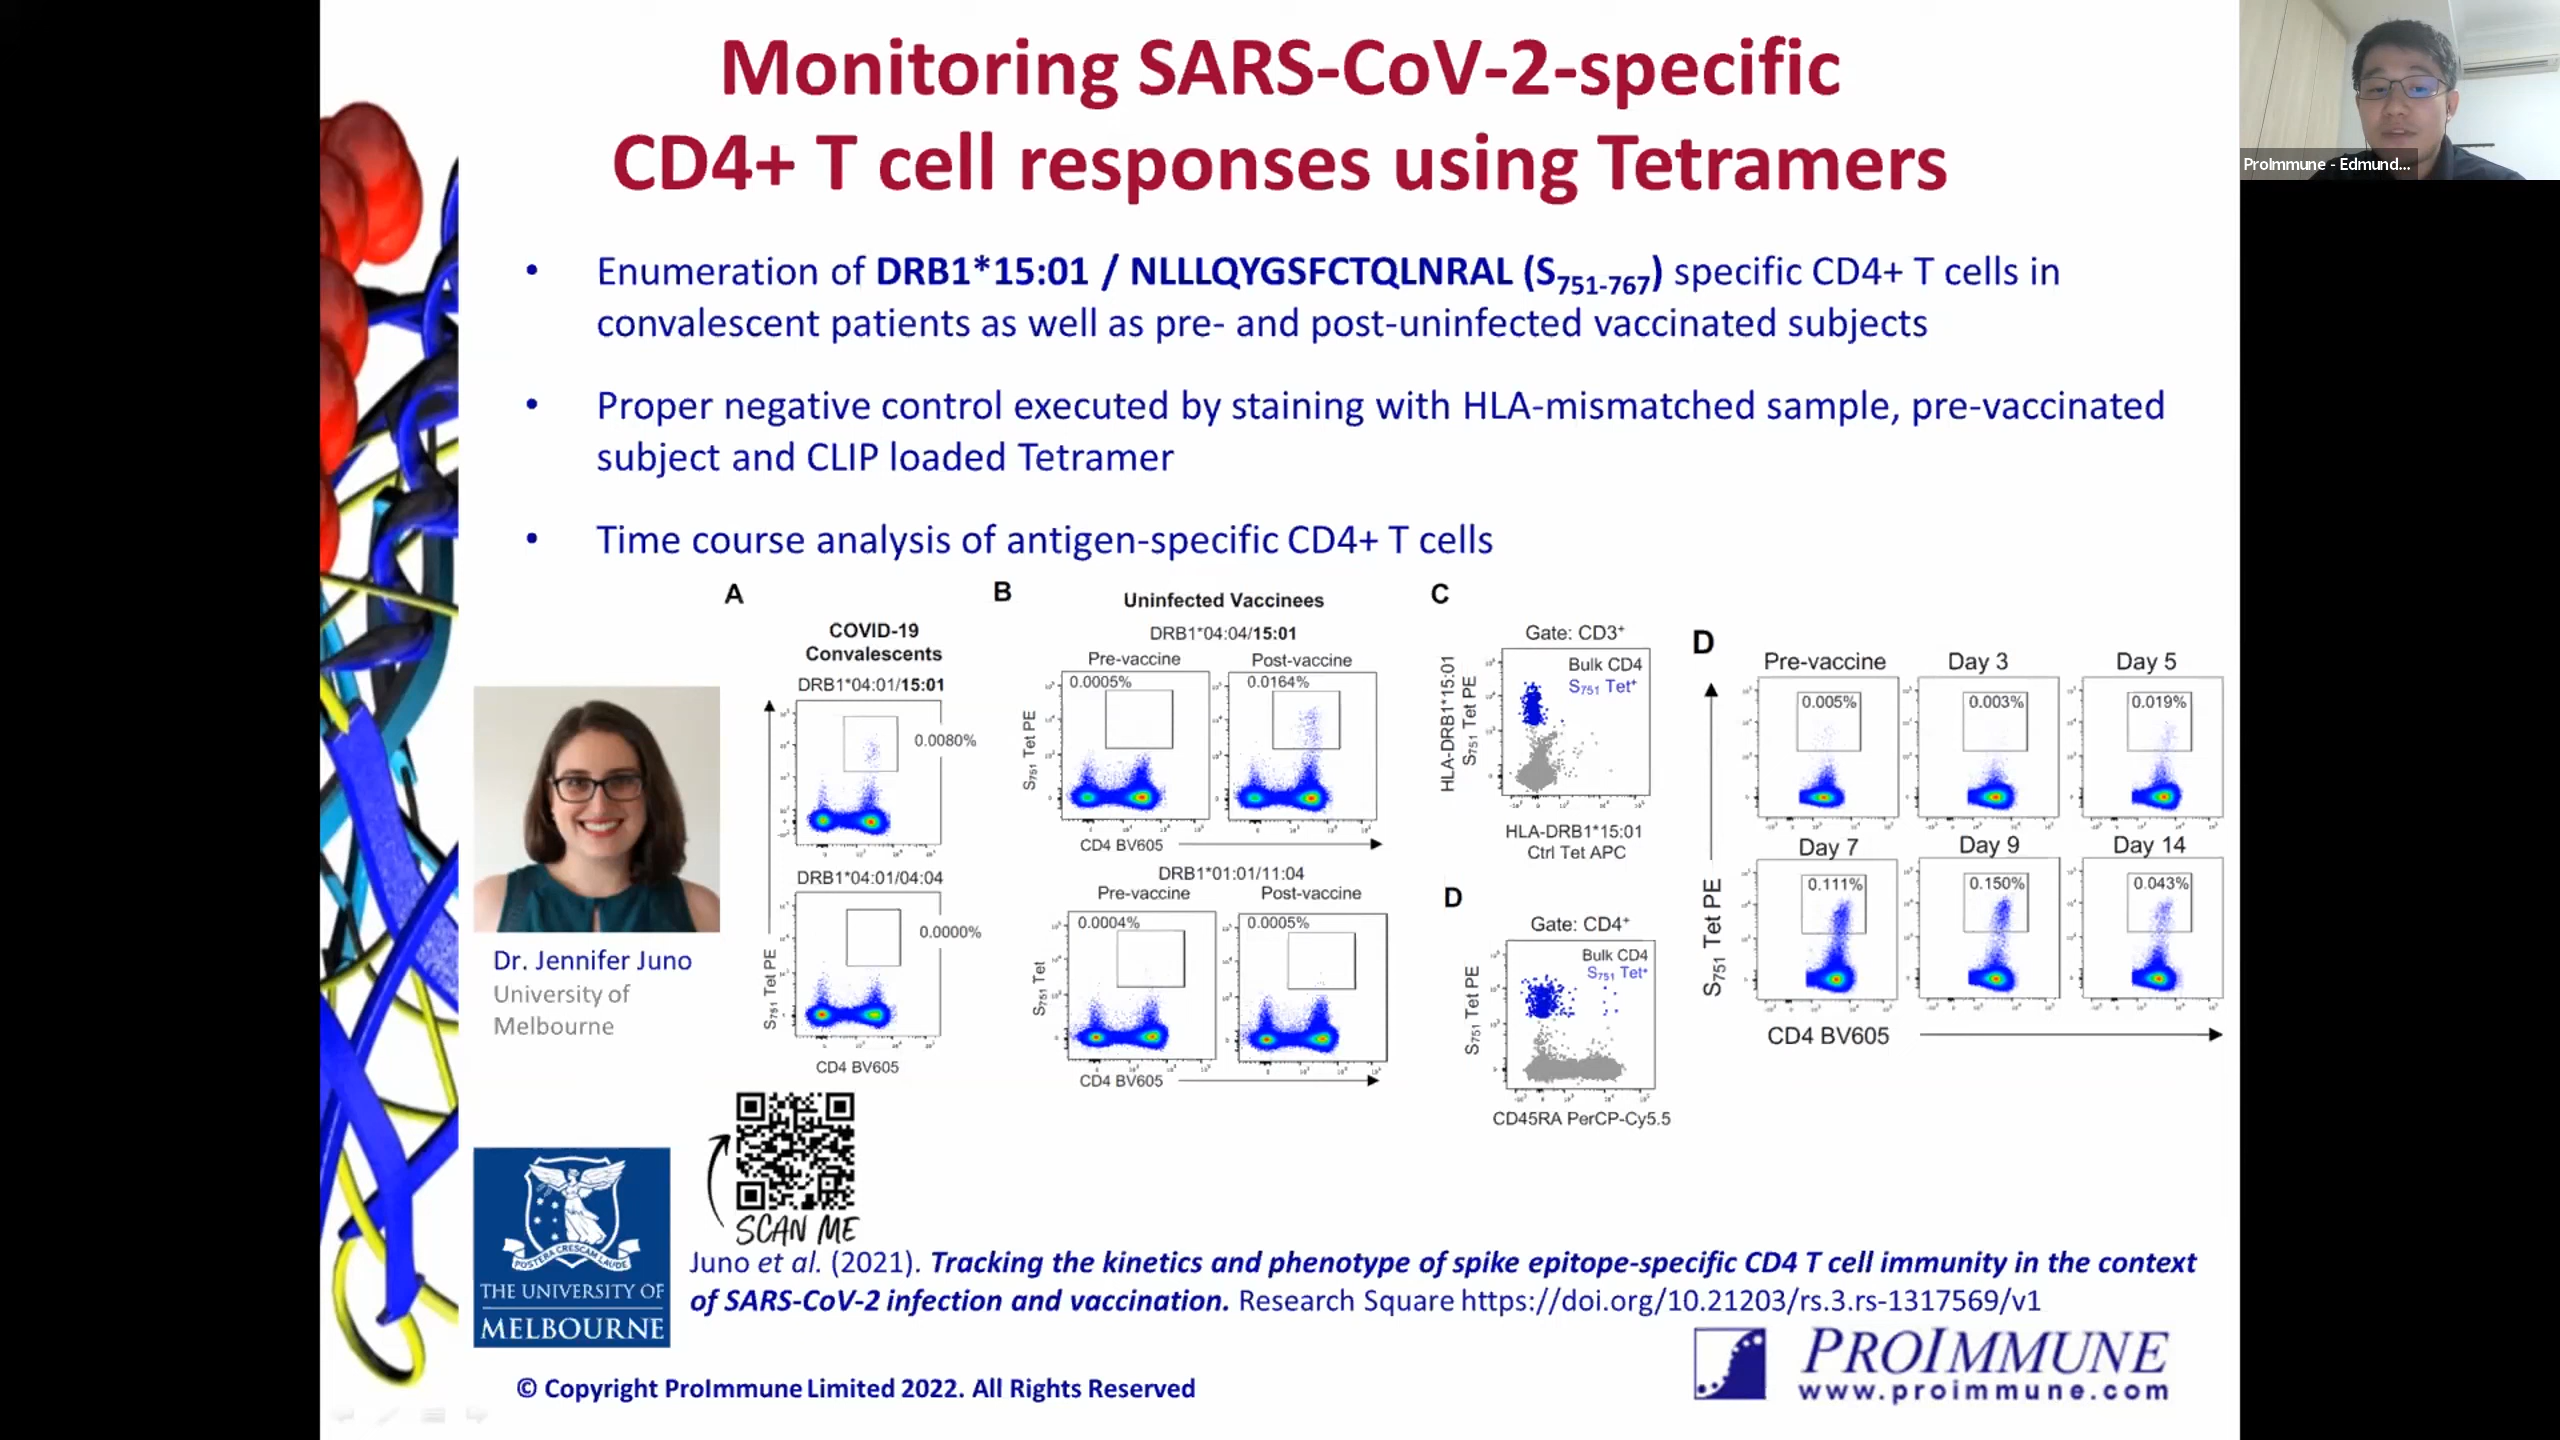 Monitoring SARS-CoV-2-specific
CD4+ T cell responses using Tetramers
ProImmune - Edmund...
• Enumeration of DRB1*15:01 / NLLLQYGSFCTQLNRAL (S751-767) specific CD4+ T cells in
convalescent patients as well as pre- and post-uninfected vaccinated subjects
• Proper negative control executed by staining with HLA-mismatched sample, pre-vaccinated
subject and CLIP loaded Tetramer
• Time course analysis of antigen-specific CD4+ T cells
A
COVID-19
Convalescents
DRB1*04:01/15:01
0.0080%
DRB1*04:01/04:04
0.0000%
S751 Tet PE
CD4 BV605
B
Uninfected Vaccinees
DRB1*04:04/15:01
Pre-vaccine
Post-vaccine
0.0005%
0.0164%
S751 Tet PE
CD4 BV605
DRB1*01:01/11:04
Pre-vaccine
Post-vaccine
0.0004%
0.0005%
S751 Tet
CD4 BV605
C
Gate: CD3+
Bulk CD4
S751 Tet+
HLA-DRB1*15:01
S751 Tet PE
HLA-DRB1*15:01
Ctrl Tet APC
D
Gate: CD4+
Bulk CD4
S751 Tet+
S751 Tet PE
CD45RA PerCP-Cy5.5
D
Pre-vaccine
Day 3
Day 5
0.005%
0.003%
0.019%
Day 7
Day 9
Day 14
0.111%
0.150%
0.043%
S751 Tet PE
CD4 BV605
Dr. Jennifer Juno
University of
Melbourne
SCAN ME
POSTERA CRESCAM LAUDE
THE UNIVERSITY OF
MELBOURNE
Juno et al. (2021). Tracking the kinetics and phenotype of spike epitope-specific CD4 T cell immunity in the context
of SARS-CoV-2 infection and vaccination. Research Square https://doi.org/10.21203/rs.3.rs-1317569/v1
PROIMMUNE
www.proimmune.com
© Copyright ProImmune Limited 2022. All Rights Reserved